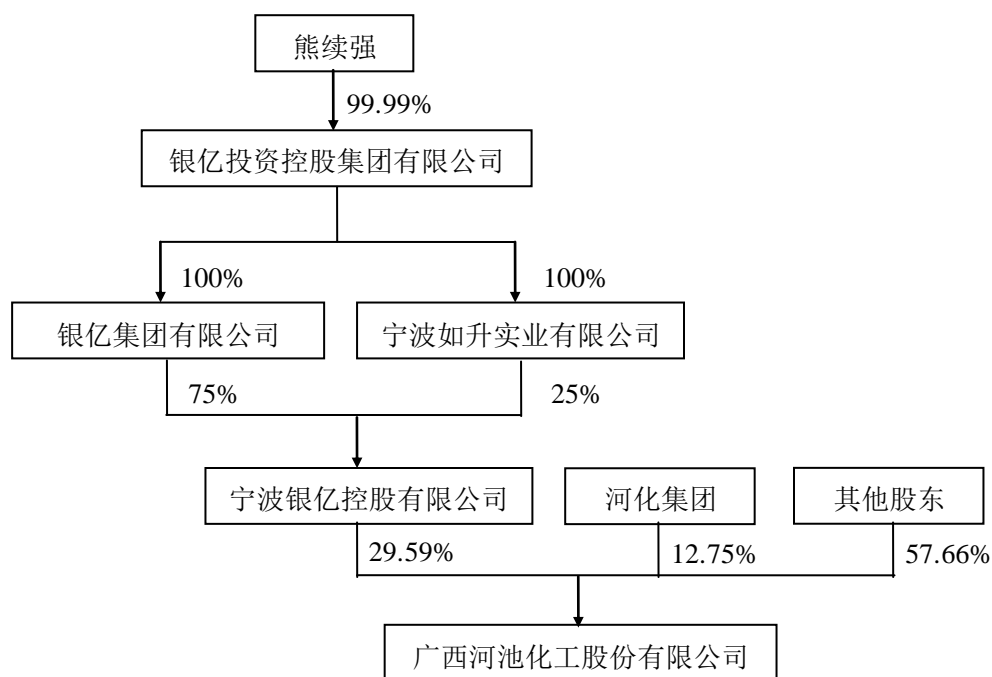 熊续强
99.99%
银亿投资控股集团有限公司
100%
100%
银亿集团有限公司
宁波如升实业有限公司
75%
25%
宁波银亿控股有限公司
河化集团
其他股东
29.59%
12.75%
57.66%
广西河池化工股份有限公司